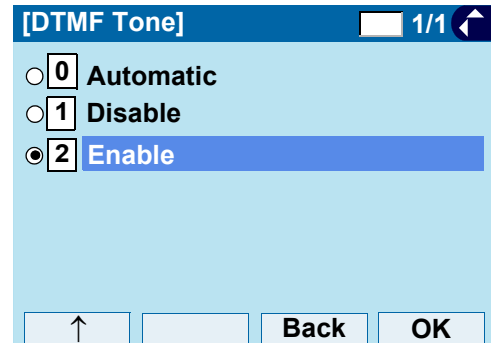 [DTMF Tone] 1/1
0 Automatic
1 Disable
2 Enable
↑ Back OK